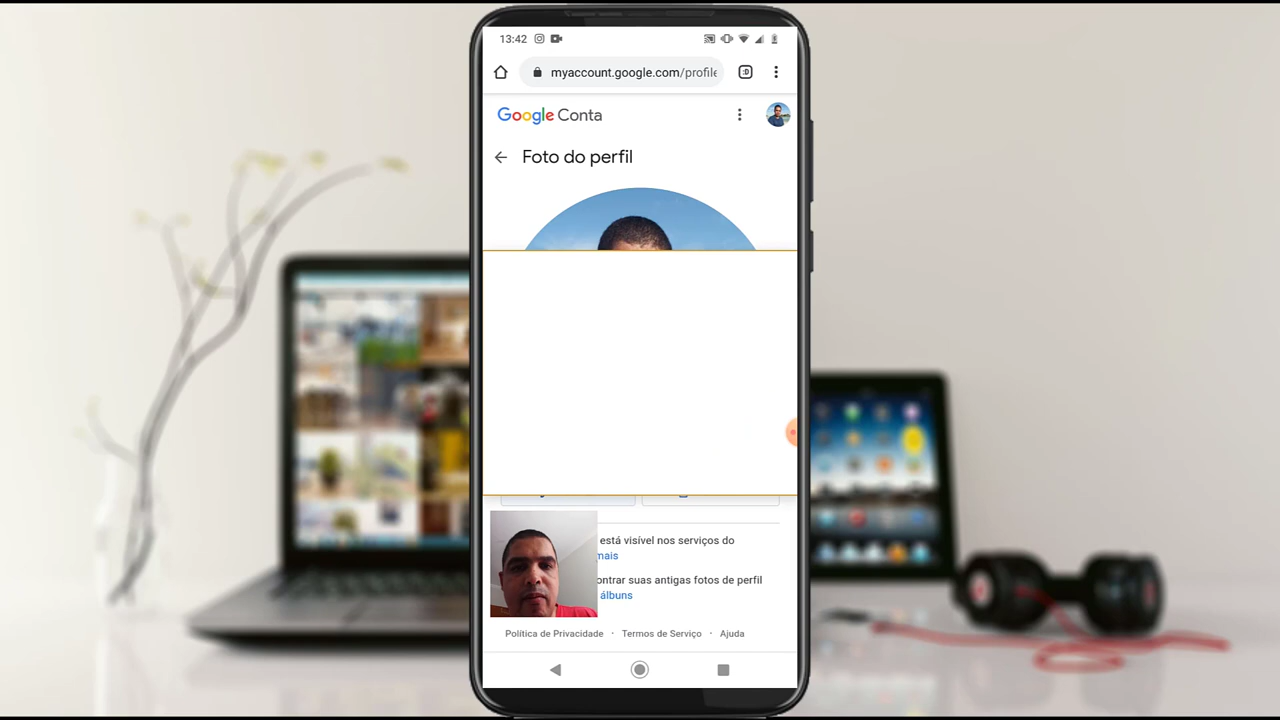 13:42
myaccount.google.com/profile
Google Conta
Foto do perfil
está visível nos serviços do
mais
ontrar suas antigas fotos de perfil
álbuns
Política de Privacidade · Termos de Serviço · Ajuda